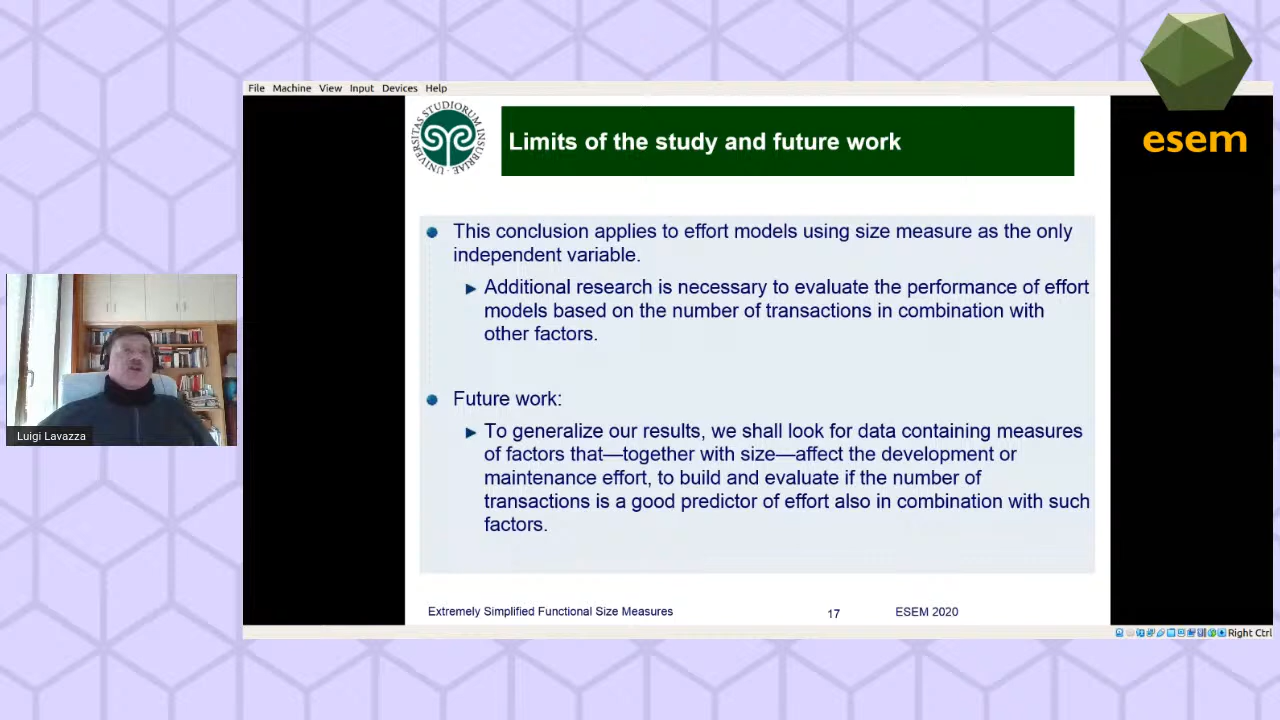 File Machine View Input Devices Help
UNIVERSITAS STUDIORUM INSUBRIAE
Limits of the study and future work
esem
This conclusion applies to effort models using size measure as the only
independent variable.
Additional research is necessary to evaluate the performance of effort
models based on the number of transactions in combination with
other factors.
Future work:
To generalize our results, we shall look for data containing measures
of factors that—together with size—affect the development or
maintenance effort, to build and evaluate if the number of
transactions is a good predictor of effort also in combination with such
factors.
Luigi Lavazza
Extremely Simplified Functional Size Measures 17 ESEM 2020
Right Ctrl